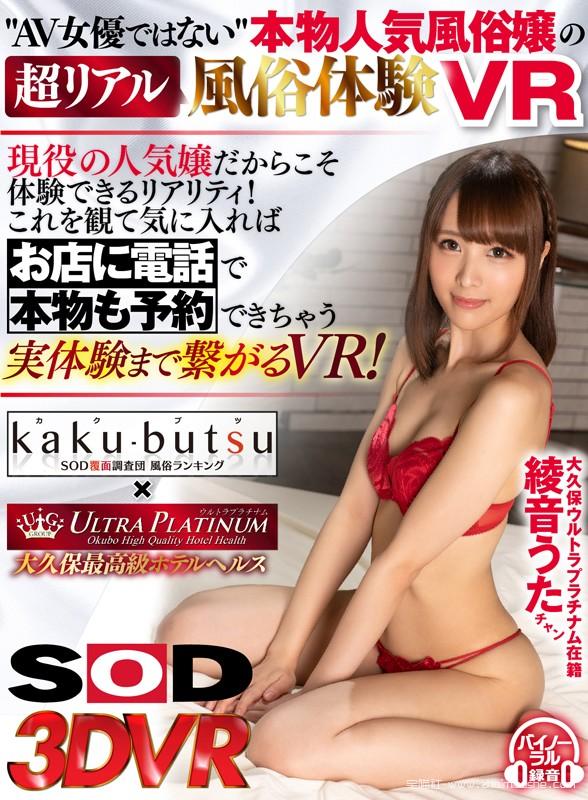 "AV女優ではない"本物人気風俗嬢の
超リアル 風俗体験VR
現役の人気嬢だからこそ
体験できるリアリティ!
これを観て気に入れば
お店に電話で
本物も予約できちゃう
実体験まで繋がるVR!
カクブツ
kaku-butsu
SOD覆面調査団 風俗ランキング
×
UG
GROUP
ウルトラプラチナム
ULTRA PLATINUM
Okubo High Quality Hotel Health
大久保最高級ホテルヘルス
大久保ウルトラプラチナム在籍
綾音うたチャン
SOD
3DVR
バイノーラル
録音